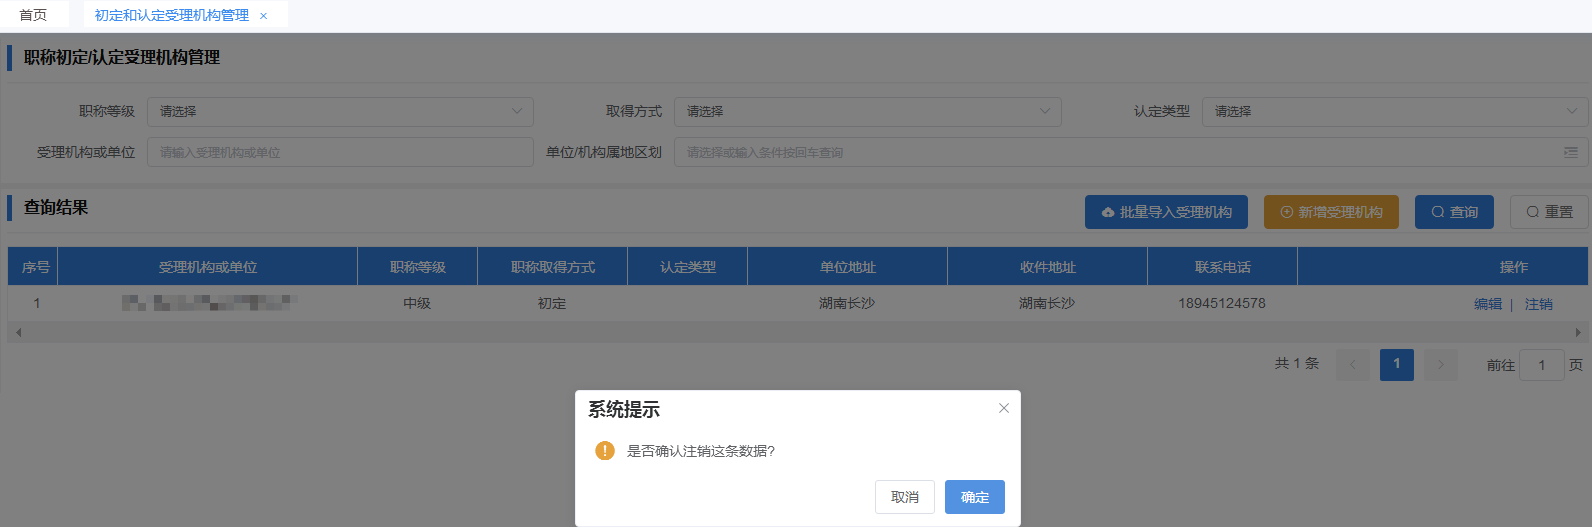 首页 初定和认定受理机构管理 ×
职称初定/认定受理机构管理
职称等级 请选择 取得方式 请选择 认定类型 请选择
受理机构或单位 请输入受理机构或单位 单位/机构属地区划 请选择或输入条件按回车查询
查询结果 批量导入受理机构 新增受理机构 查询 重置
序号 受理机构或单位 职称等级 职称取得方式 认定类型 单位地址 收件地址 联系电话 操作
1 中级 初定 湖南长沙 湖南长沙 18945124578 编辑 | 注销
共 1 条 < 1 > 前往 1 页
系统提示
是否确认注销这条数据?
取消 确定